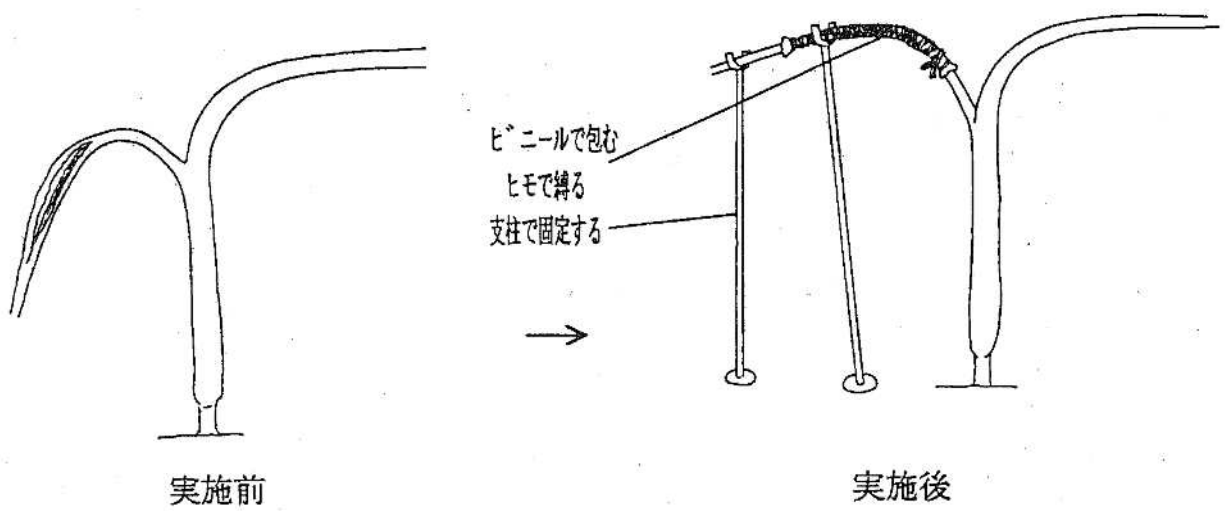 ビニールで包む
ヒモで縛る
支柱で固定する
→
実施前
実施後